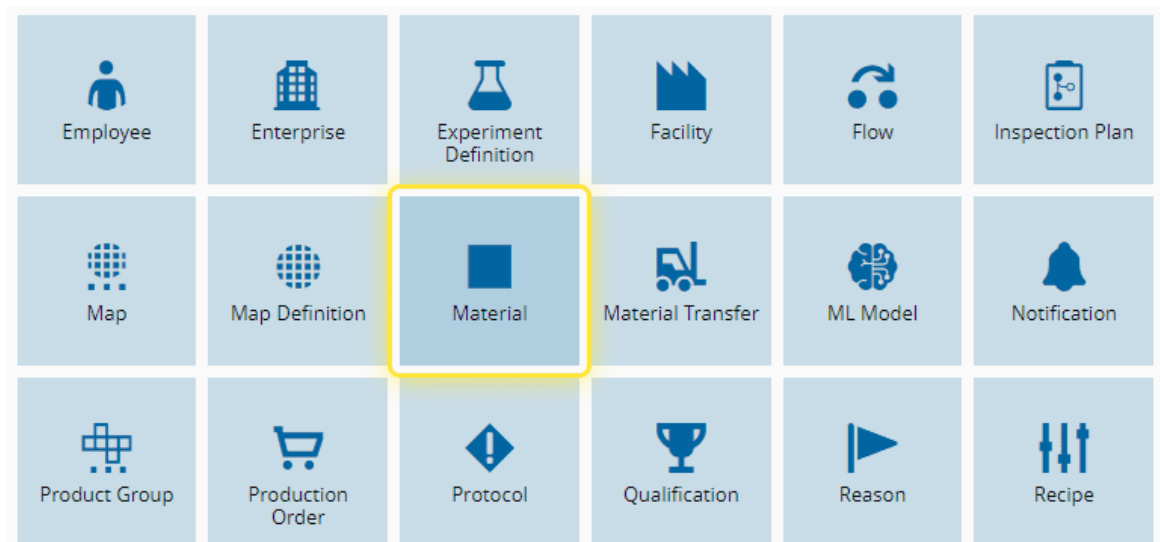 Employee
Enterprise
Experiment
Definition
Facility
Flow
Inspection Plan
Map
Map Definition
Material
Material Transfer
ML Model
Notification
Product Group
Production
Order
Protocol
Qualification
Reason
Recipe